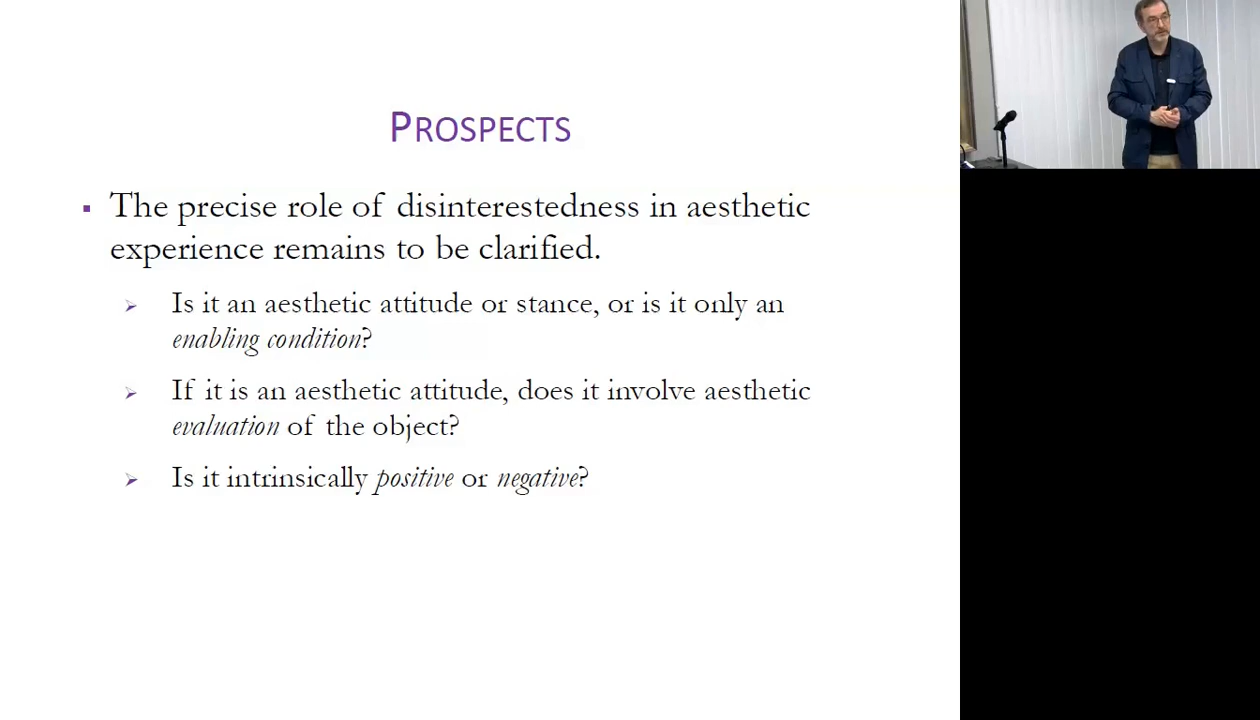 PROSPECTS
The precise role of disinterestedness in aesthetic
experience remains to be clarified.
Is it an aesthetic attitude or stance, or is it only an
enabling condition?
If it is an aesthetic attitude, does it involve aesthetic
evaluation of the object?
Is it intrinsically positive or negative?